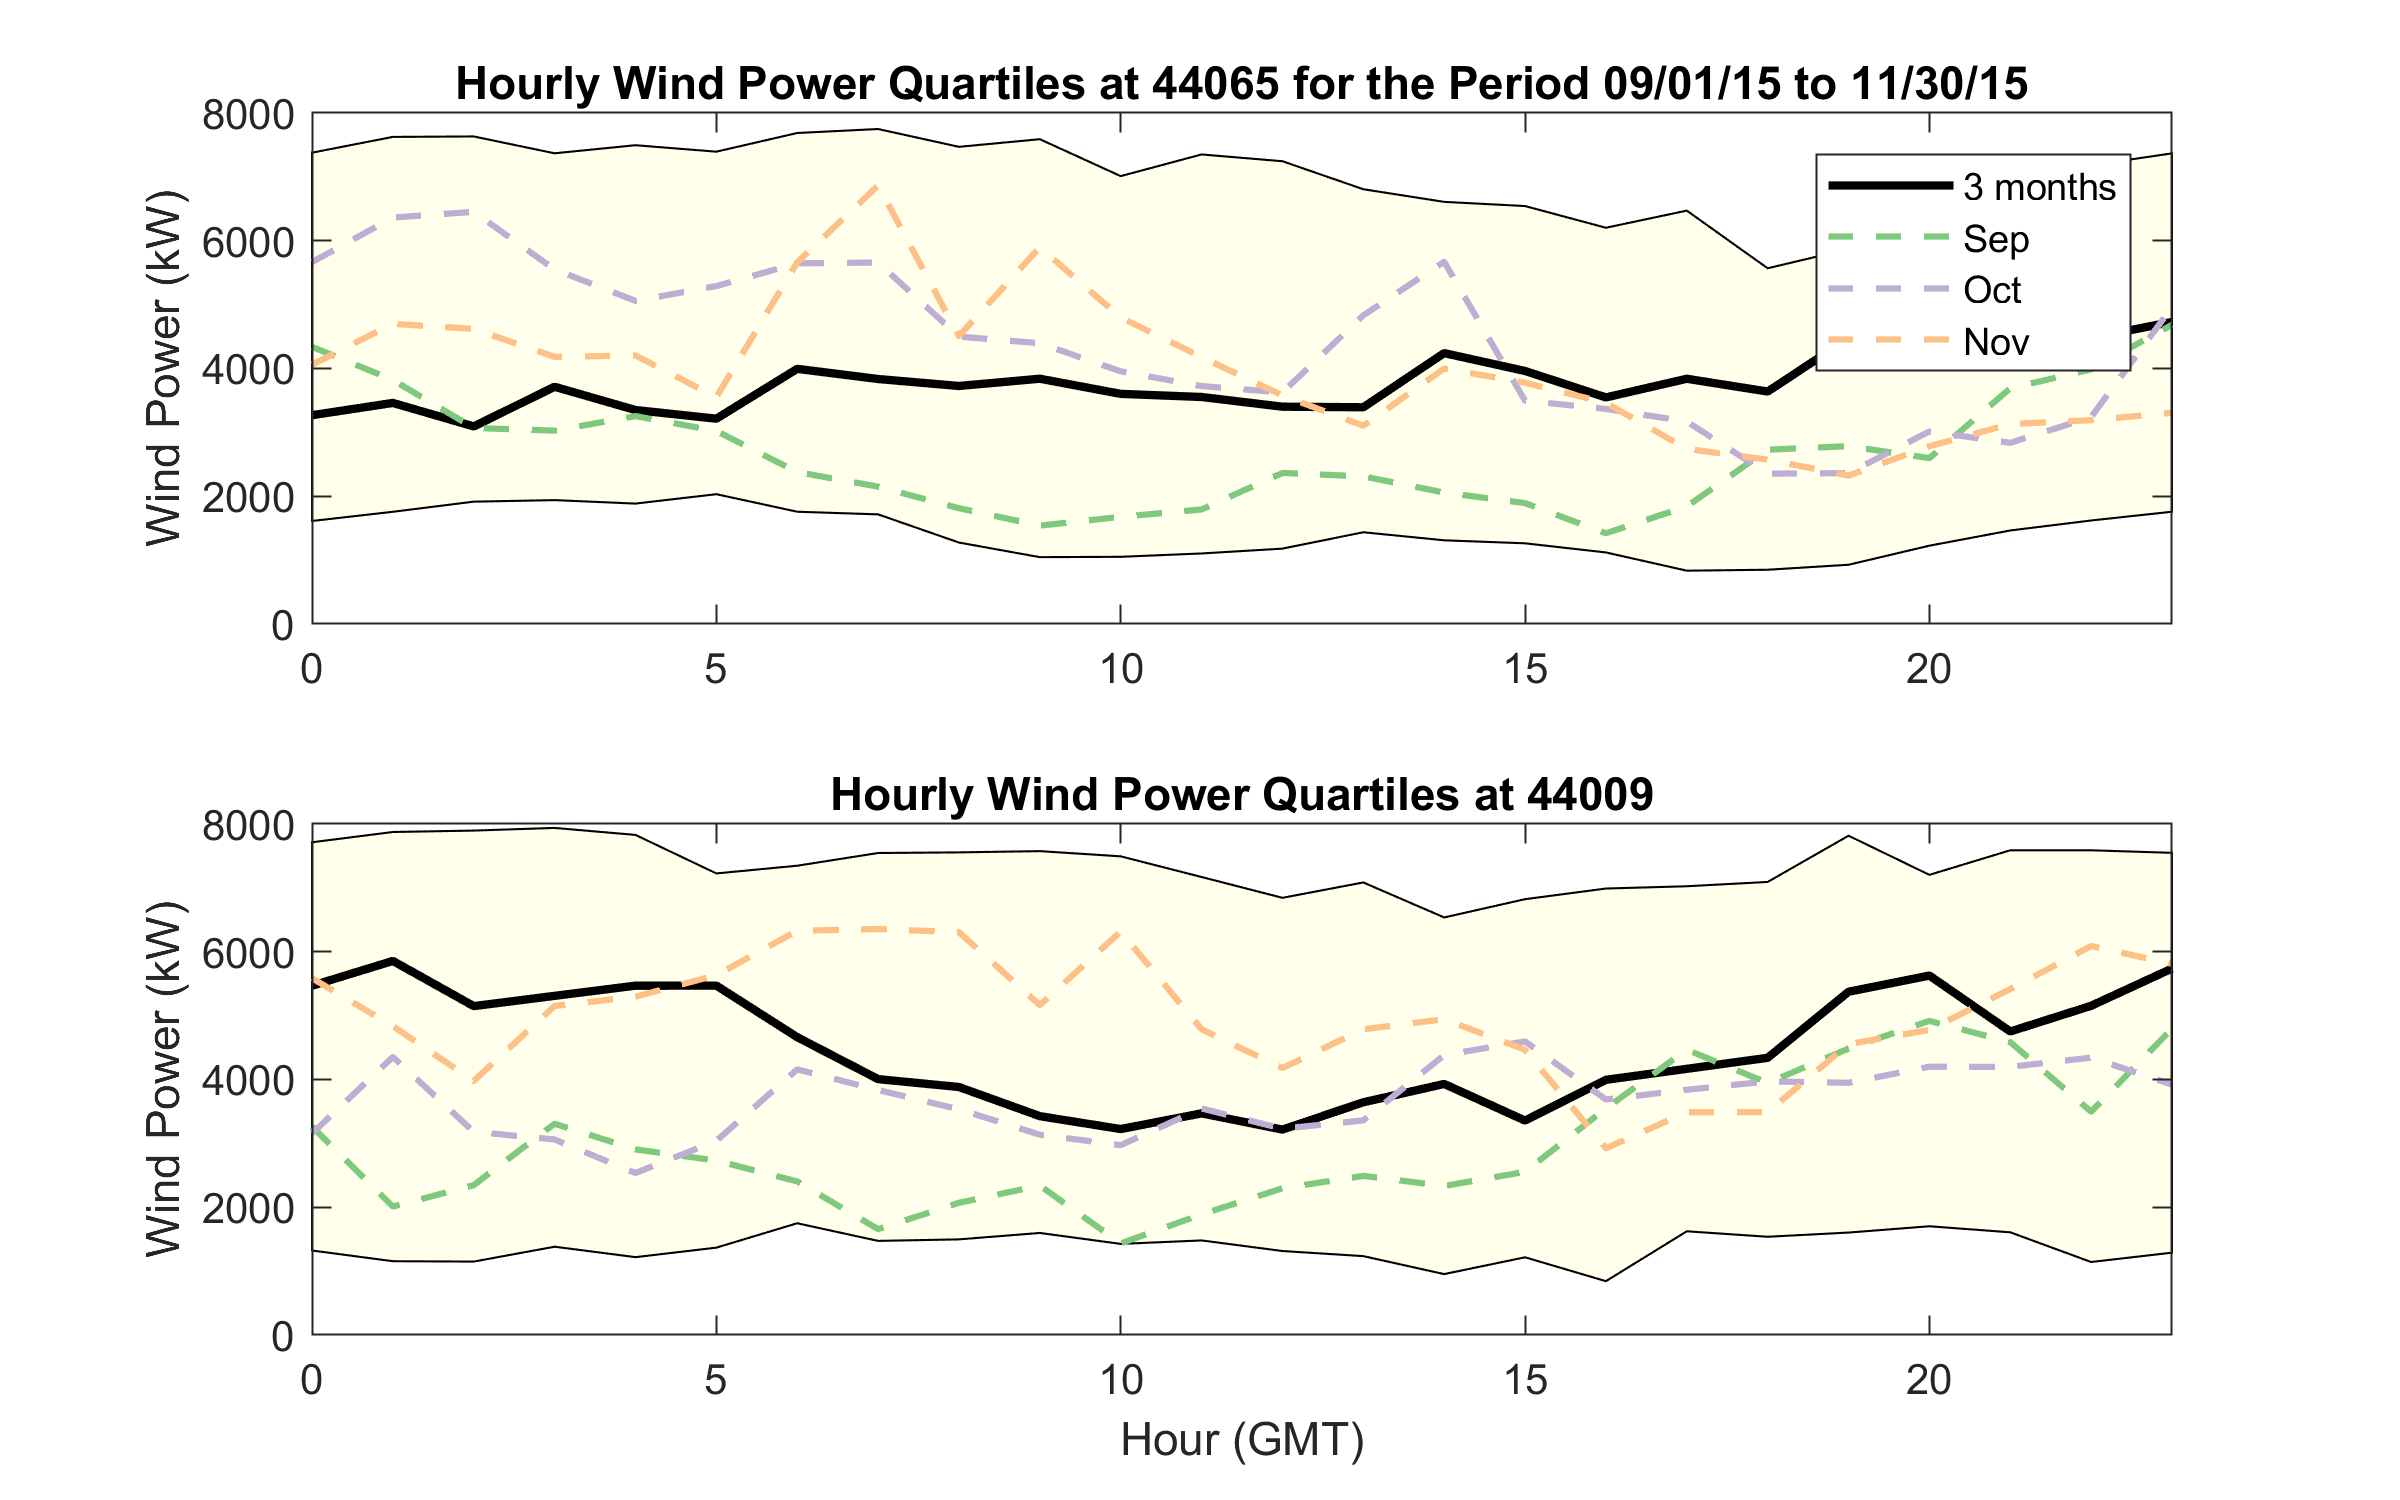 Hourly Wind Power Quartiles at 44065 for the Period 09/01/15 to 11/30/15
Wind Power (kW)
8000
6000
4000
2000
0
0 5 10 15 20
3 months
Sep
Oct
Nov
Hourly Wind Power Quartiles at 44009
Wind Power (kW)
8000
6000
4000
2000
0
0 5 10 15 20
Hour (GMT)